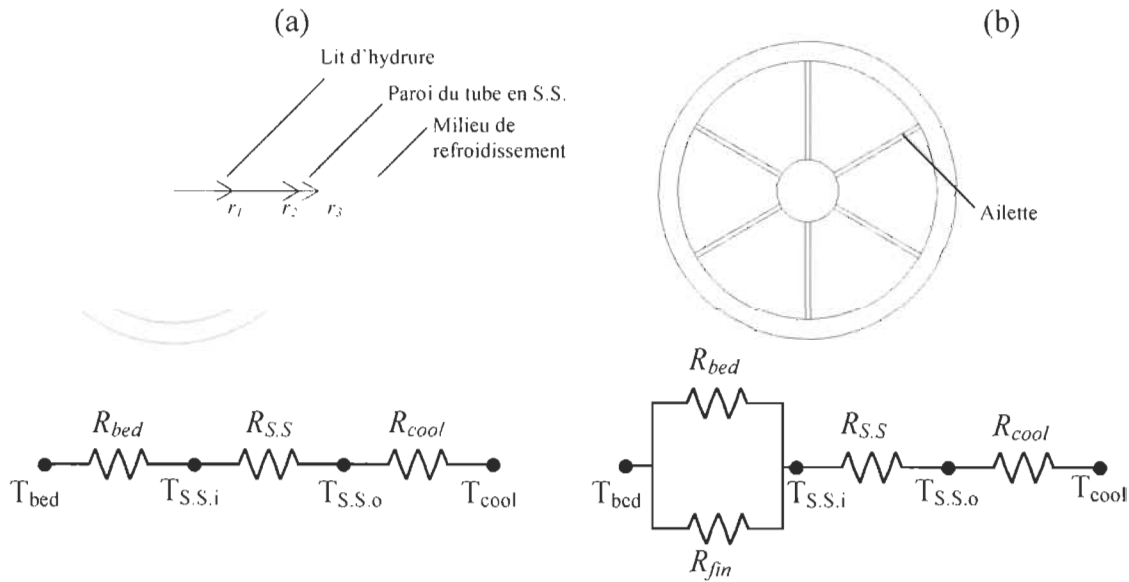 (a)
Lit d'hydrure
Paroi du tube en S.S.
Milieu de
refroidissement
r1 r2 r3
(b)
Ailette
Rbed RS.S Rcool
Tbed TS.S.i TS.S.o Tcool
Rbed
RS.S Rcool
Tbcd TS.S.i TS.S.o Tcool
Rfin